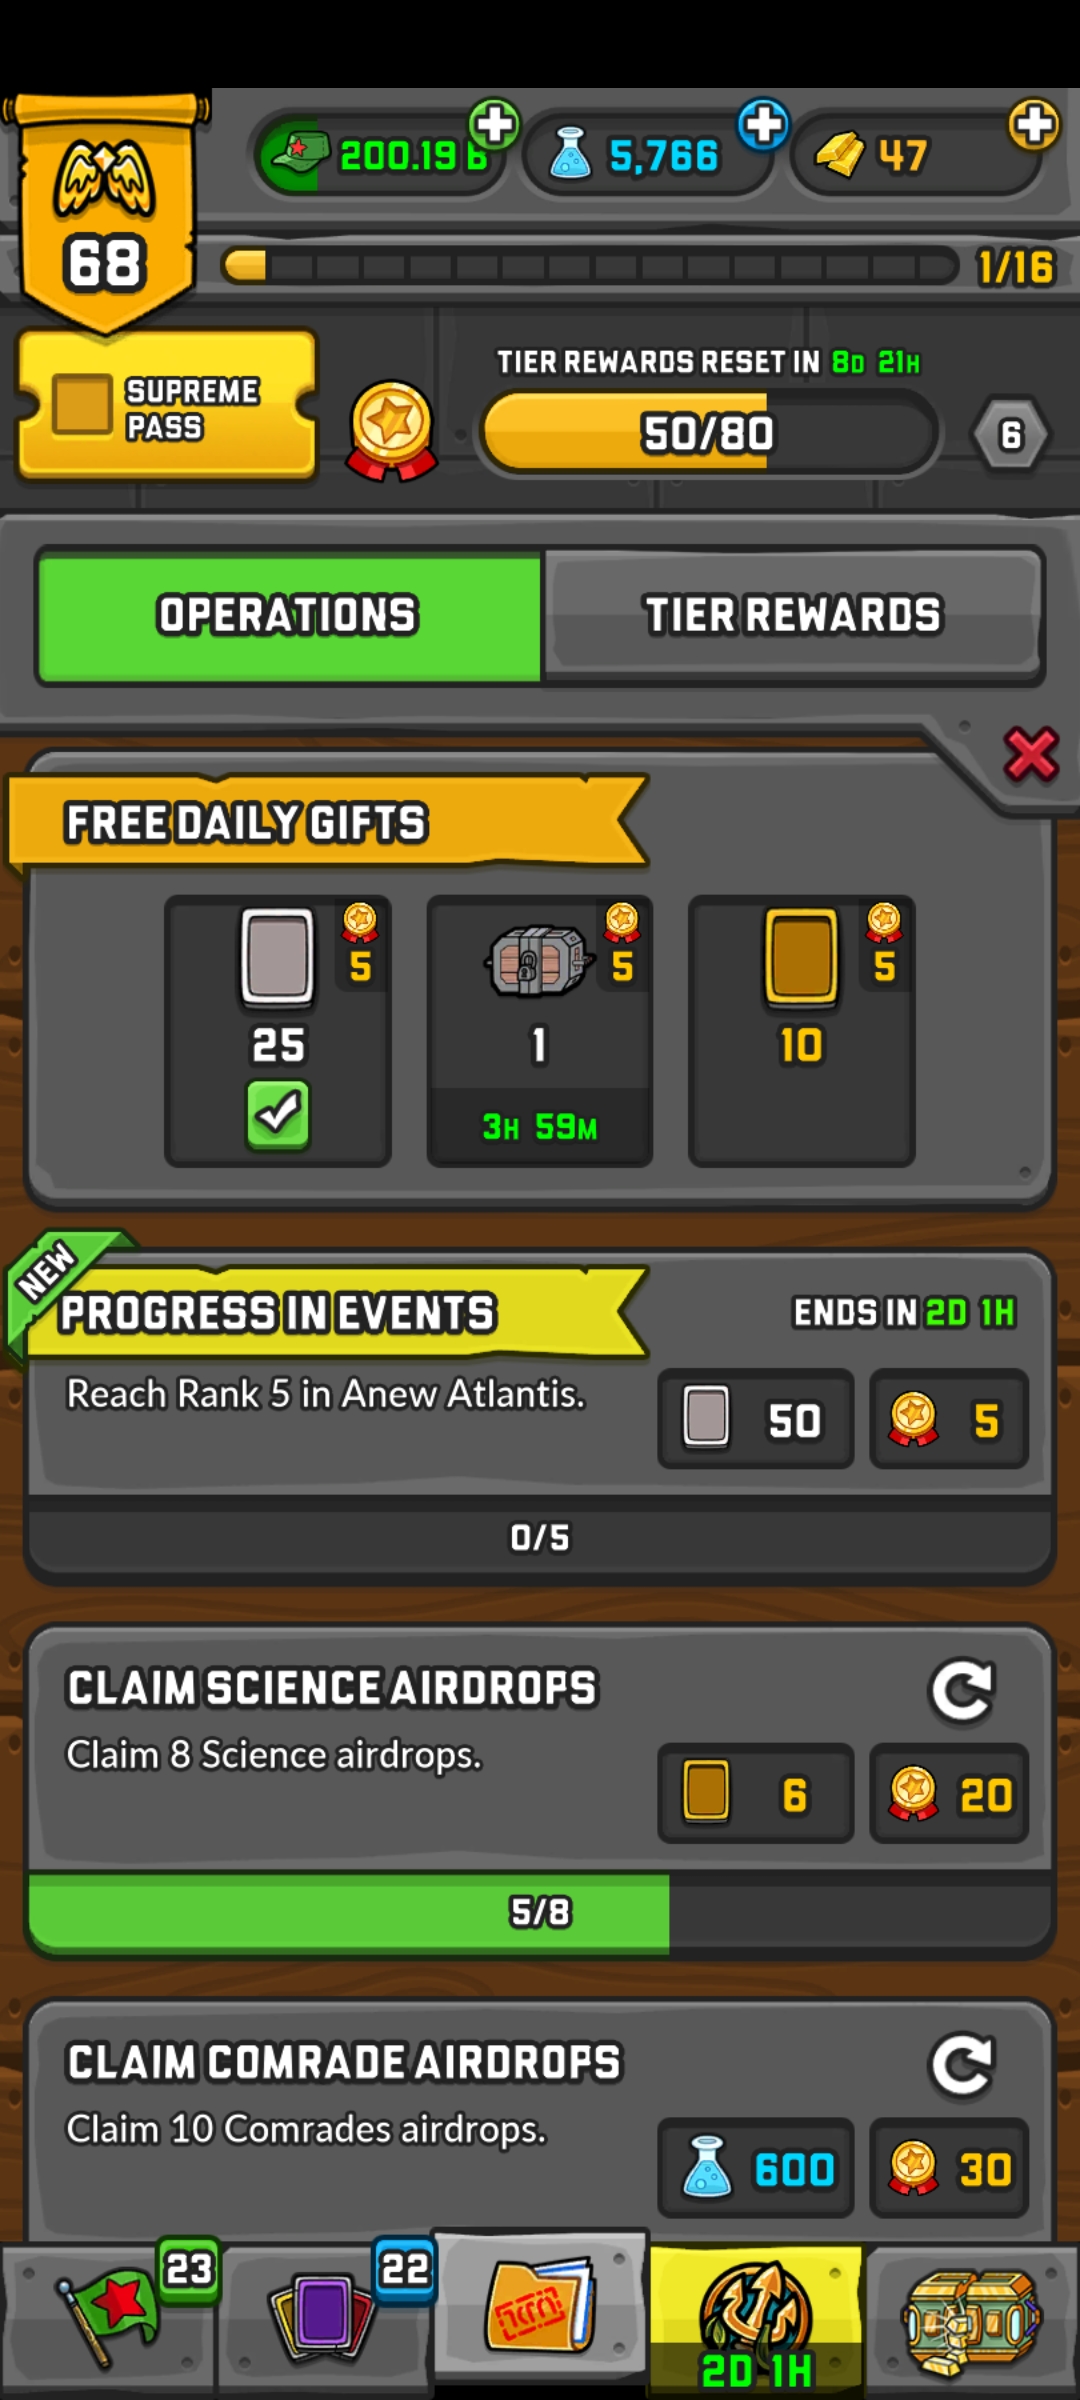 68
200.19 B
5,766
47
1/16
SUPREME
PASS
TIER REWARDS RESET IN 8D 21H
50/80
6
OPERATIONS
TIER REWARDS
FREE DAILY GIFTS
5
5
5
25
1
10
3H 59M
NEW
PROGRESS IN EVENTS
ENDS IN 2D 1H
Reach Rank 5 in Anew Atlantis.
50
5
0/5
CLAIM SCIENCE AIRDROPS
Claim 8 Science airdrops.
6
20
5/8
CLAIM COMRADE AIRDROPS
Claim 10 Comrades airdrops.
600
30
23
22
2D 1H